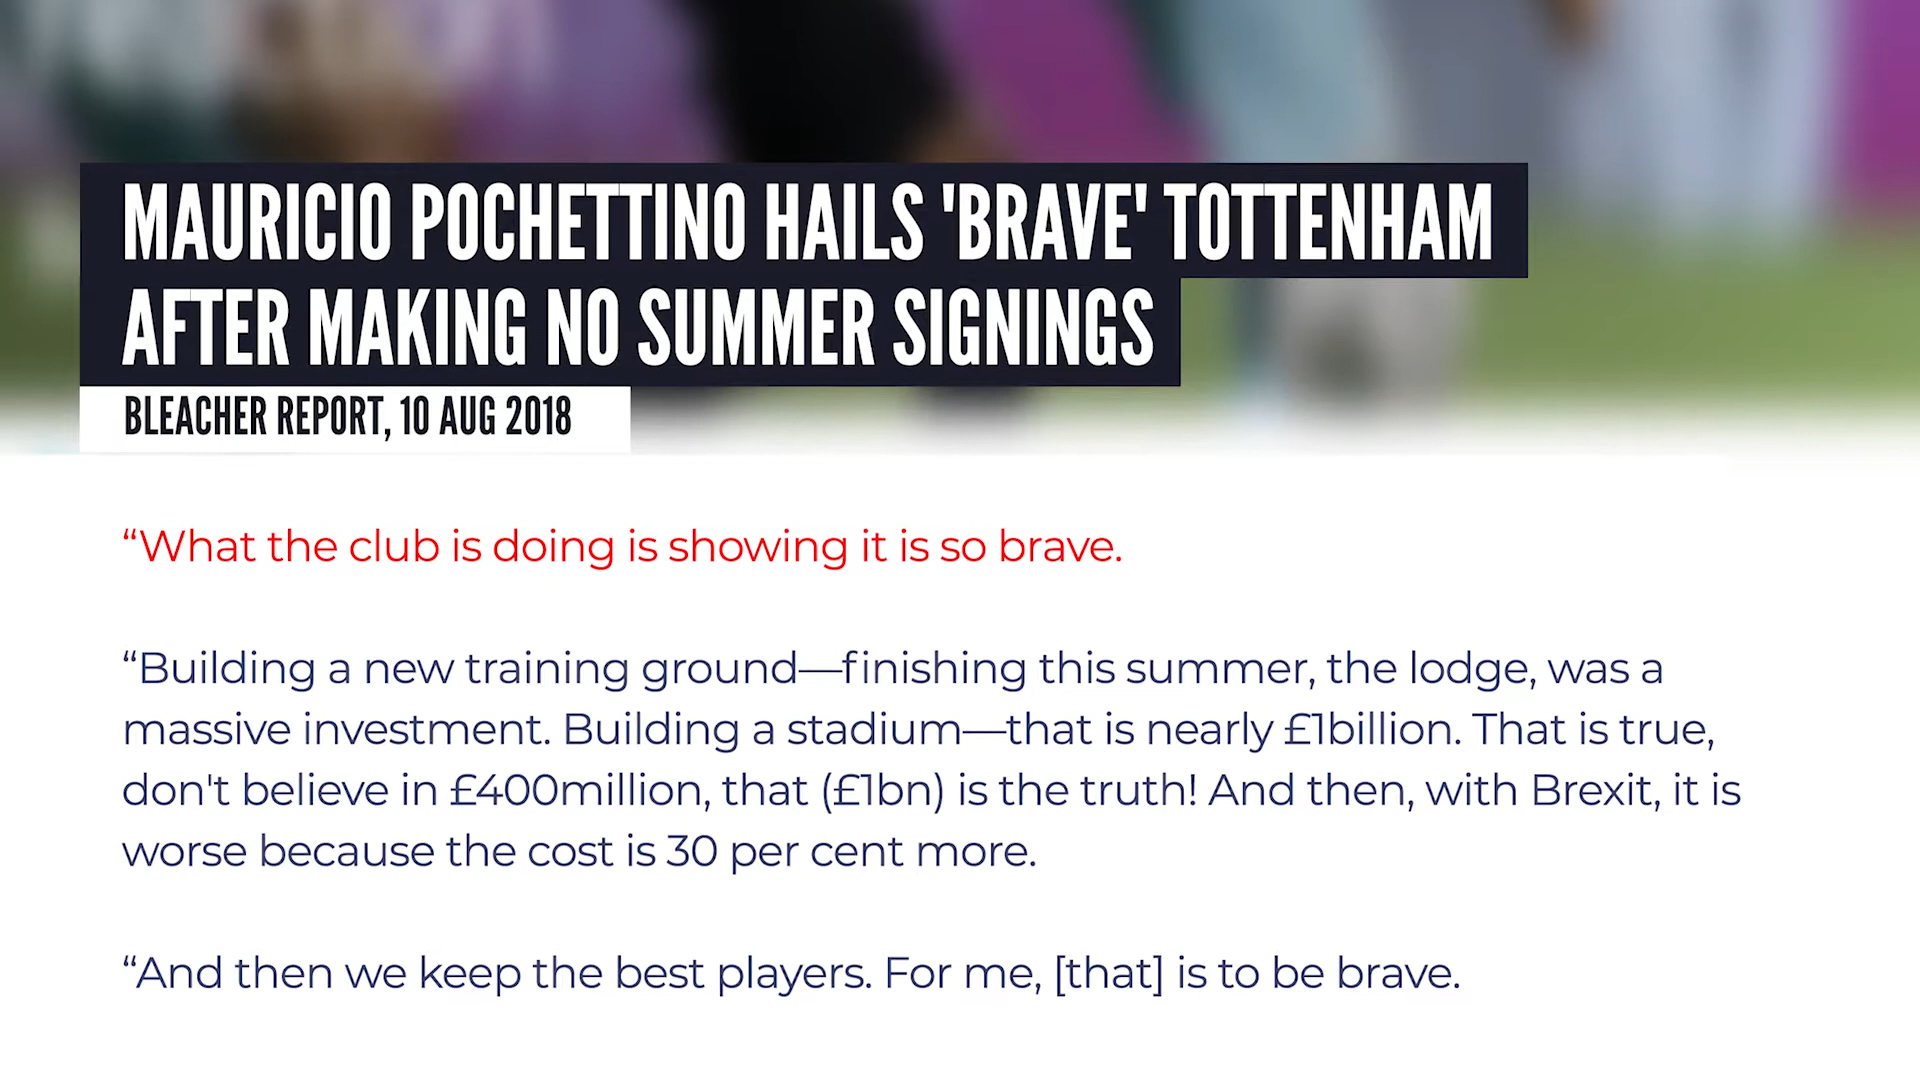 MAURICIO POCHETTINO HAILS 'BRAVE' TOTTENHAM
AFTER MAKING NO SUMMER SIGNINGS
BLEACHER REPORT, 10 AUG 2018
“What the club is doing is showing it is so brave.
“Building a new training ground—finishing this summer, the lodge, was a
massive investment. Building a stadium—that is nearly £1billion. That is true,
don't believe in £400million, that (£1bn) is the truth! And then, with Brexit, it is
worse because the cost is 30 per cent more.
“And then we keep the best players. For me, [that] is to be brave.